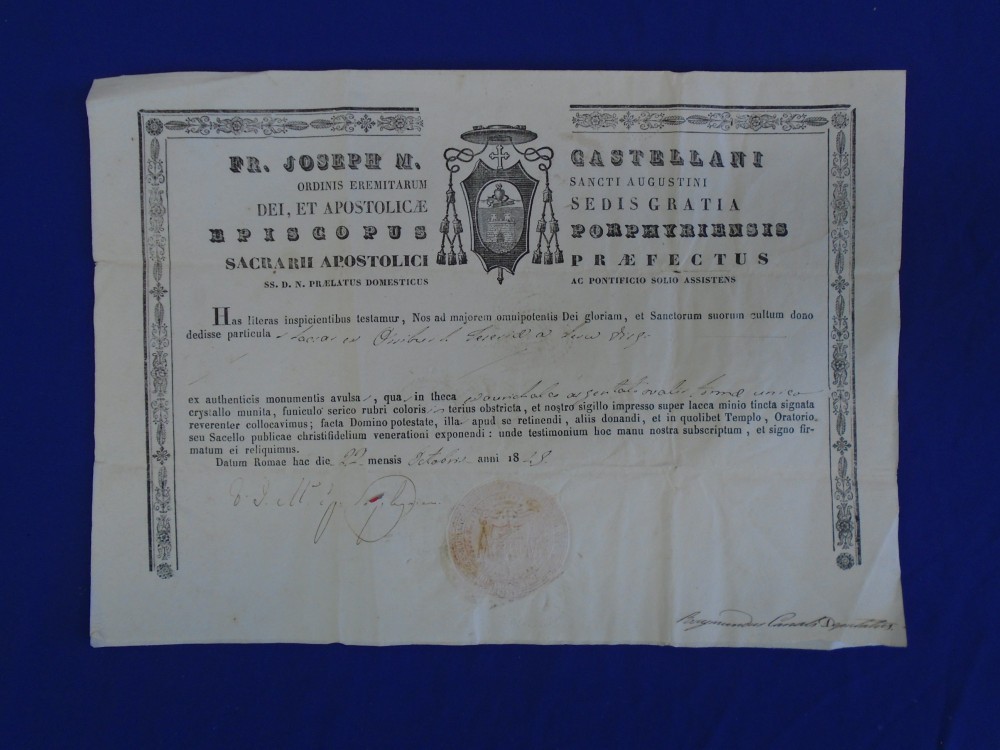 FR. JOSEPH M. CASTELLANI
ORDINIS EREMITARUM SANCTI AUGUSTINI
DEI, ET APOSTOLICÆ SEDIS GRATIA
EPISCOPUS PORPHYRIENSIS
SACRARII APOSTOLICI PRÆFECTUS
SS. D. N. PRÆLATUS DOMESTICUS AC PONTIFICIO SOLIO ASSISTENS
Has literas inspicientibus testamur, Nos ad majorem omnipotentis Dei gloriam, et Sanctorum suorum cultum dono
dedisse particula
ex authenticis monumentis avulsa, qua in theca
crystallo munita, funiculo serico rubri coloris terius obstricta, et nostro sigillo impresso super lacca minio tincta signata
reverenter collocavimus; facta Domino potestate, illa apud se retinendi, aliis donandi, et in quolibet Templo, Oratorio
seu Sacello publicae christifidelium venerationi exponendi: unde testimonium hoc manu nostra subscriptum, et signo fir-
matum ei reliquimus.
Datum Romae hac die 22 mensis Octobris anni 18